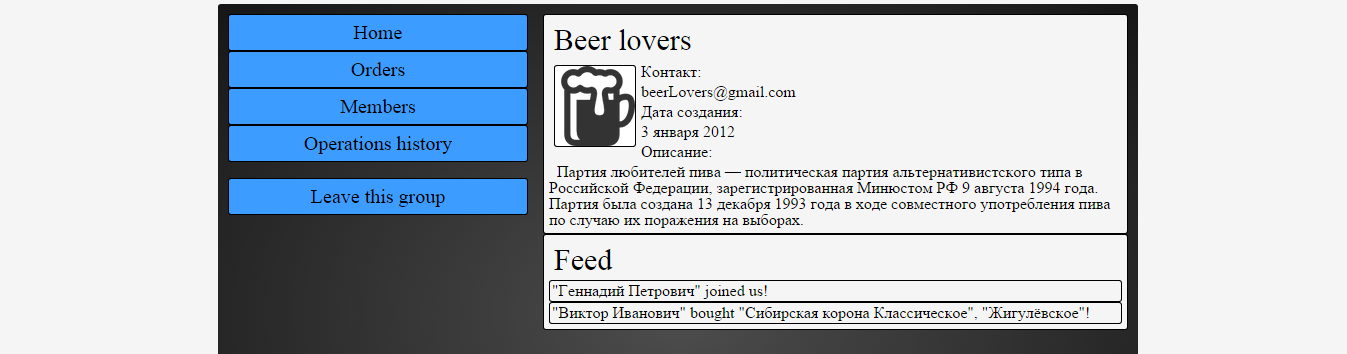 Home
Orders
Members
Operations history
Leave this group
Beer lovers
Контакт:
beerLovers@gmail.com
Дата создания:
3 января 2012
Описание:
Партия любителей пива — политическая партия альтернативистского типа в
Российской Федерации, зарегистрированная Минюстом РФ 9 августа 1994 года.
Партия была создана 13 декабря 1993 года в ходе совместного употребления пива
по случаю их поражения на выборах.
Feed
"Геннадий Петрович" joined us!
"Виктор Иванович" bought "Сибирская корона Классическое", "Жигулёвское"!